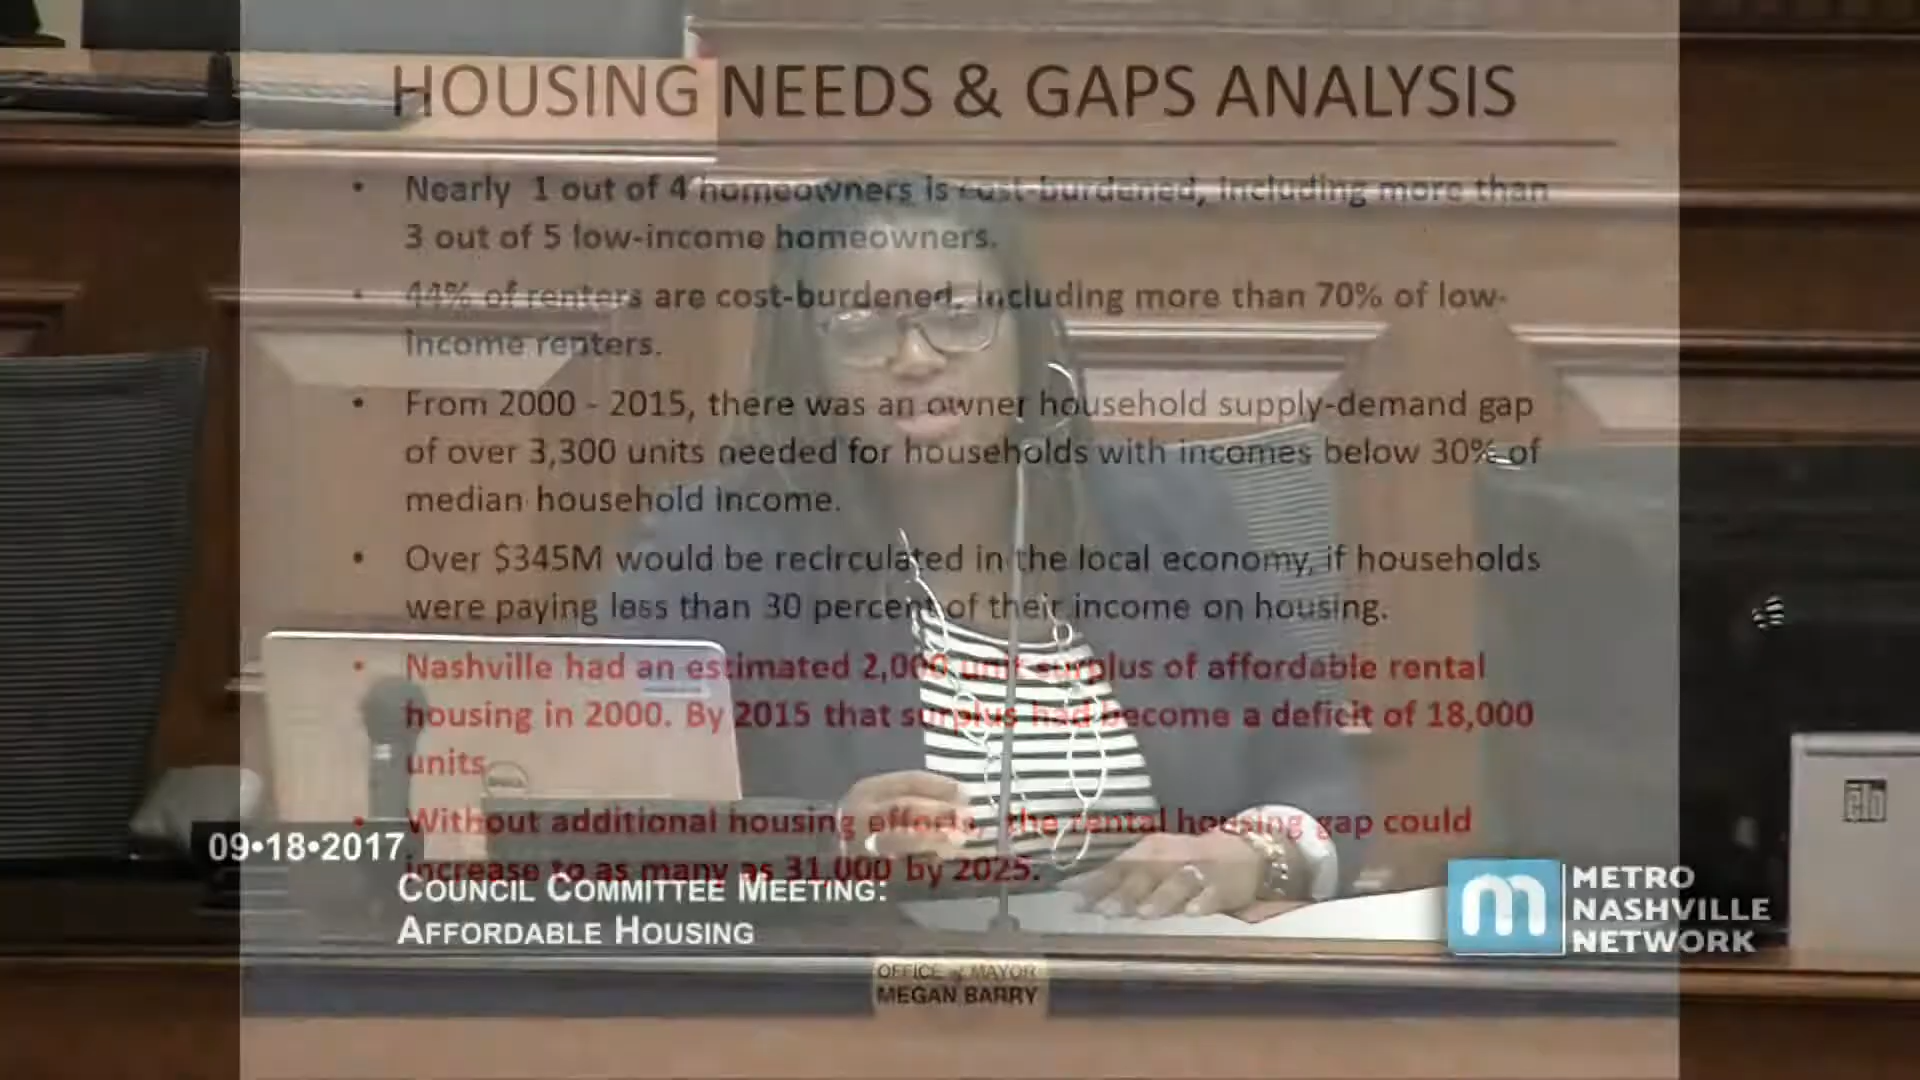 HOUSING NEEDS & GAPS ANALYSIS
• Nearly 1 out of 4 homeowners is cost-burdened, including more than
3 out of 5 low-income homeowners.
• 44% of renters are cost-burdened, including more than 70% of low-
income renters.
• From 2000 - 2015, there was an owner household supply-demand gap
of over 3,300 units needed for households with incomes below 30% of
median household income.
• Over $345M would be recirculated in the local economy, if households
were paying less than 30 percent of their income on housing.
• Nashville had an estimated 2,000 unit surplus of affordable rental
housing in 2000. By 2015 that surplus had become a deficit of 18,000
units.
DELL
elo
• Without additional housing efforts, the rental housing gap could
increase to as many as 31,000 by 2025.
09•18•2017
COUNCIL COMMITTEE MEETING:
AFFORDABLE HOUSING
METRO
NASHVILLE
NETWORK
OFFICE of MAYOR
MEGAN BARRY